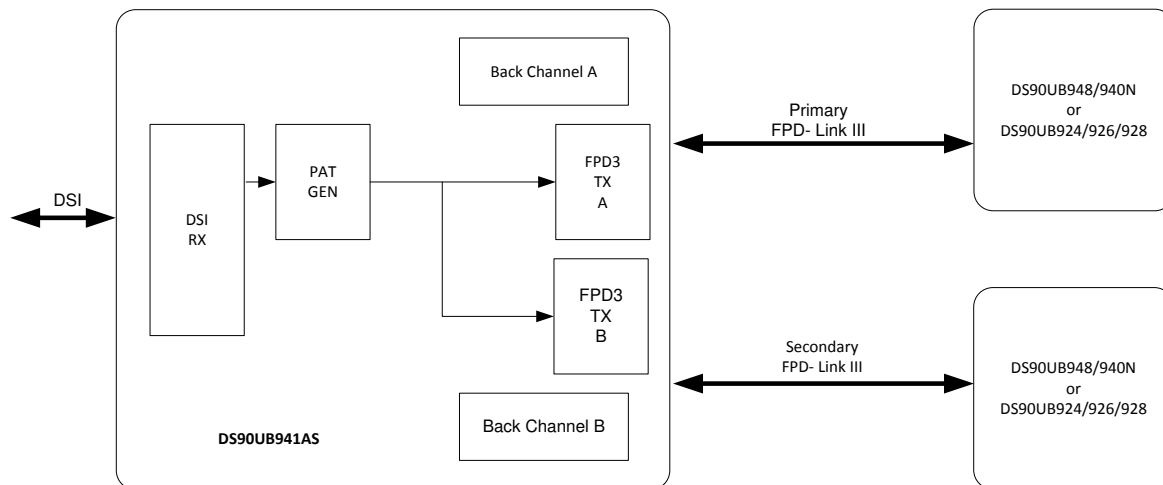 DSI
Back Channel A
DSI
RX
PAT
GEN
FPD3
TX
A
FPD3
TX
B
Back Channel B
DS90UB941AS
Primary
FPD- Link III
Secondary
FPD- Link III
DS90UB948/940N
or
DS90UB924/926/928
DS90UB948/940N
or
DS90UB924/926/928